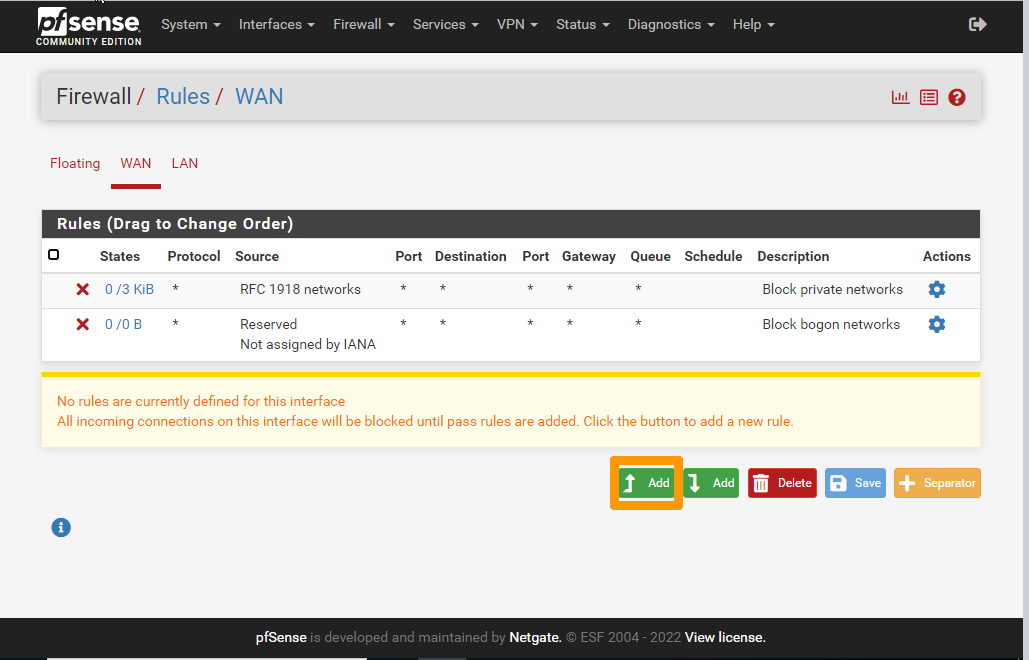 pfsense
COMMUNITY EDITION
System Interfaces Firewall Services VPN Status Diagnostics Help
Firewall / Rules / WAN
Floating WAN LAN
Rules (Drag to Change Order)
States Protocol Source Port Destination Port Gateway Queue Schedule Description Actions
0 /3 KiB * RFC 1918 networks * * * * * Block private networks
0 /0 B * Reserved * * * * * Block bogon networks
Not assigned by IANA
No rules are currently defined for this interface
All incoming connections on this interface will be blocked until pass rules are added. Click the button to add a new rule.
Add Add Delete Save Separator
pfSense is developed and maintained by Netgate. © ESF 2004 - 2022 View license.